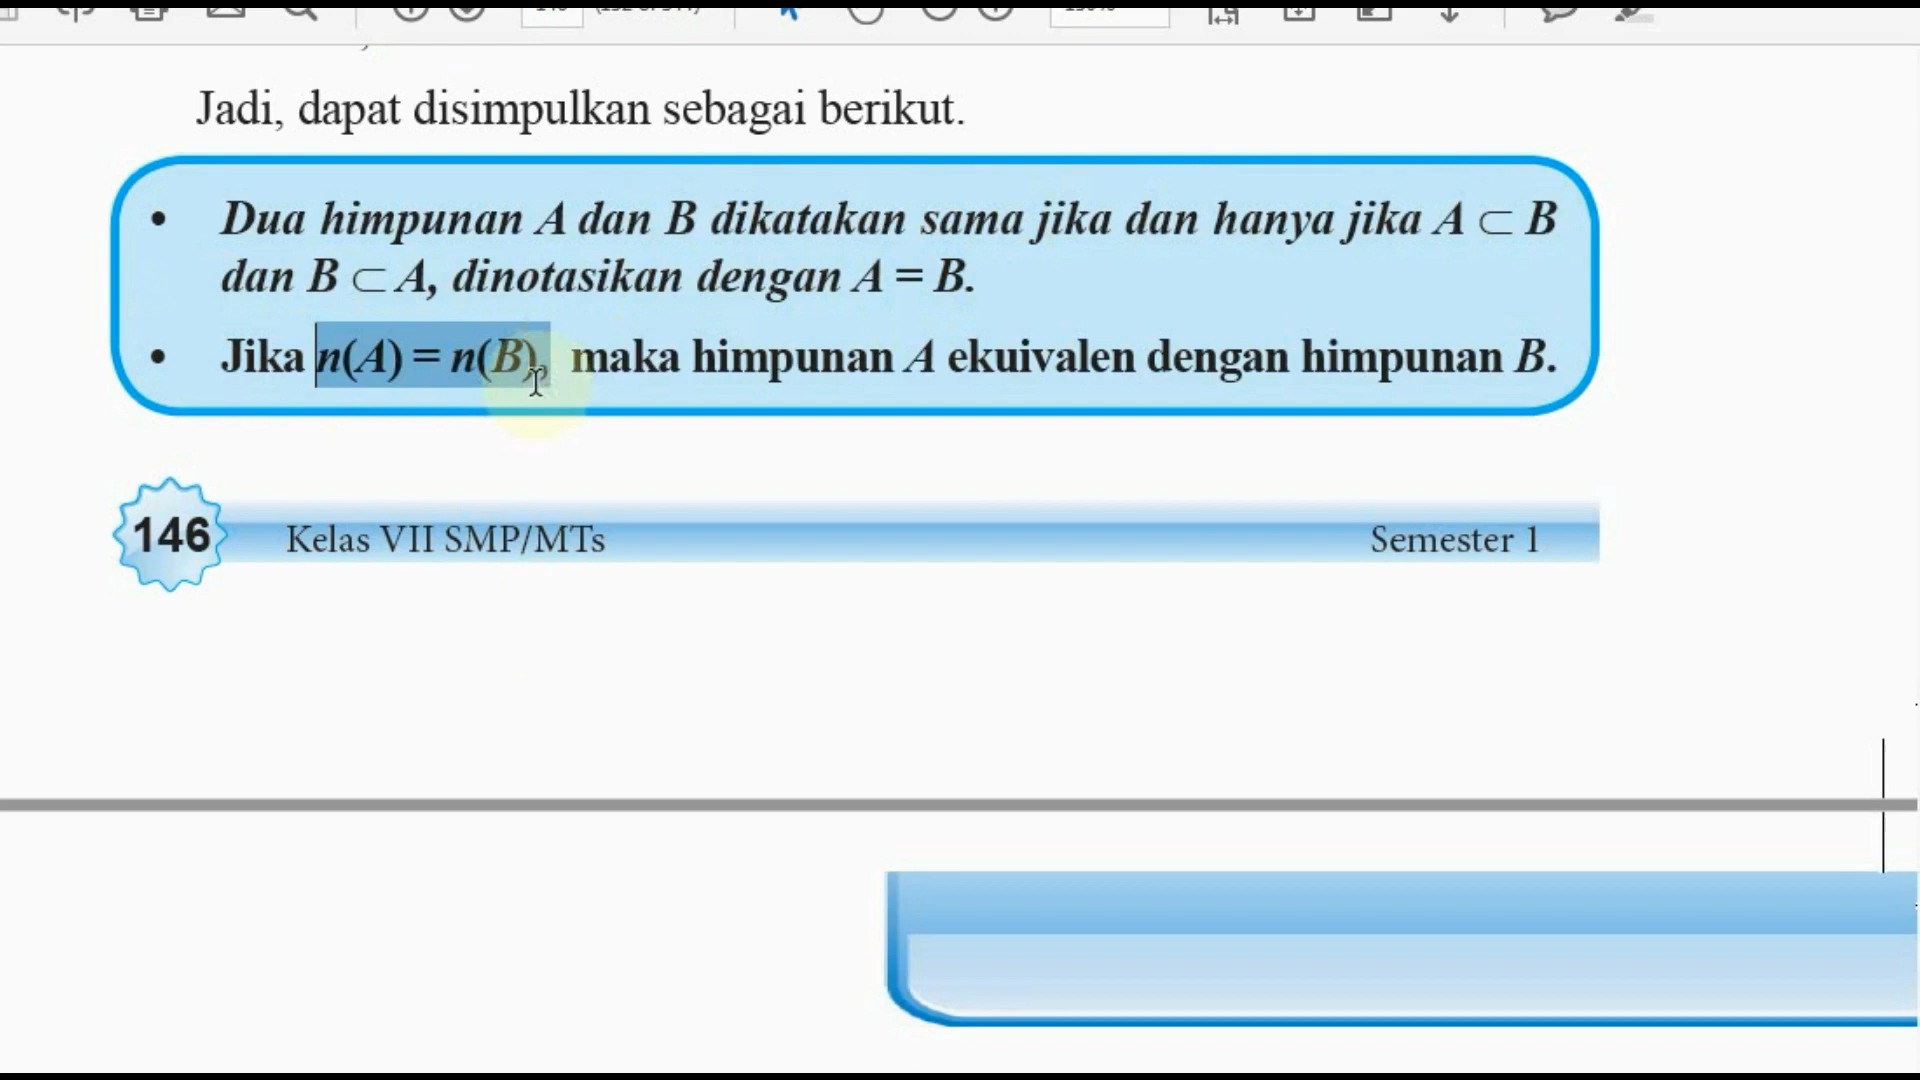 Jadi, dapat disimpulkan sebagai berikut.
• Dua himpunan A dan B dikatakan sama jika dan hanya jika A ⊂ B
dan B ⊂ A, dinotasikan dengan A = B.
• Jika n(A) = n(B), maka himpunan A ekuivalen dengan himpunan B.
146 Kelas VII SMP/MTs Semester 1